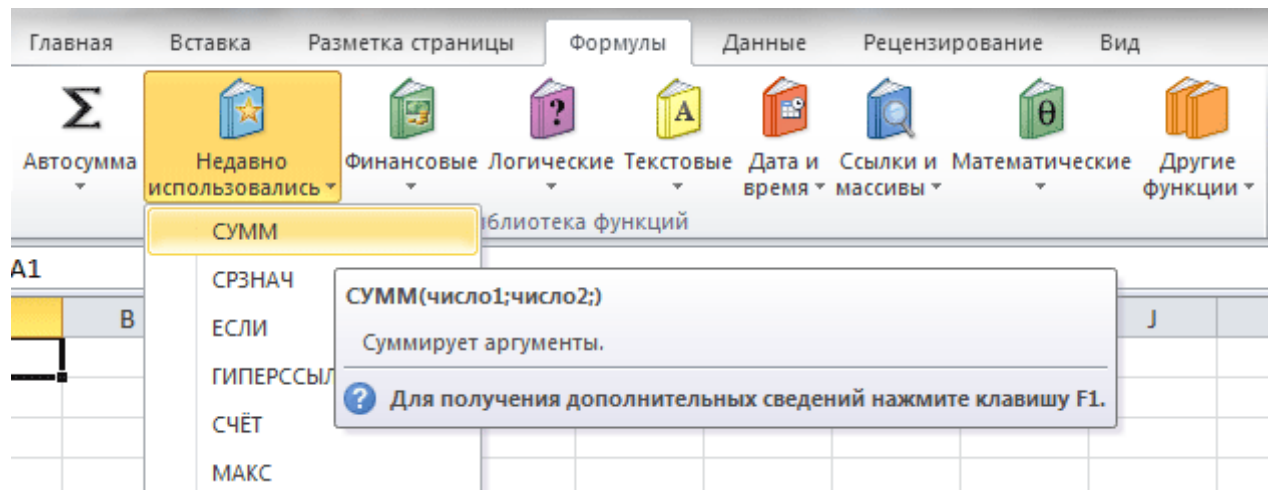 Главная Вставка Разметка страницы Формулы Данные Рецензирование Вид
Σ ? A θ
Автосумма Недавно Финансовые Логические Текстовые Дата и Ссылки и Математические Другие
использовались время массивы функции
иблиотека функций
СУММ
A1
СРЗНАЧ
СУММ(число1;число2;)
B J
ЕСЛИ
Суммирует аргументы.
ГИПЕРССЫЛ
? Для получения дополнительных сведений нажмите клавишу F1.
СЧЁТ
МАКС